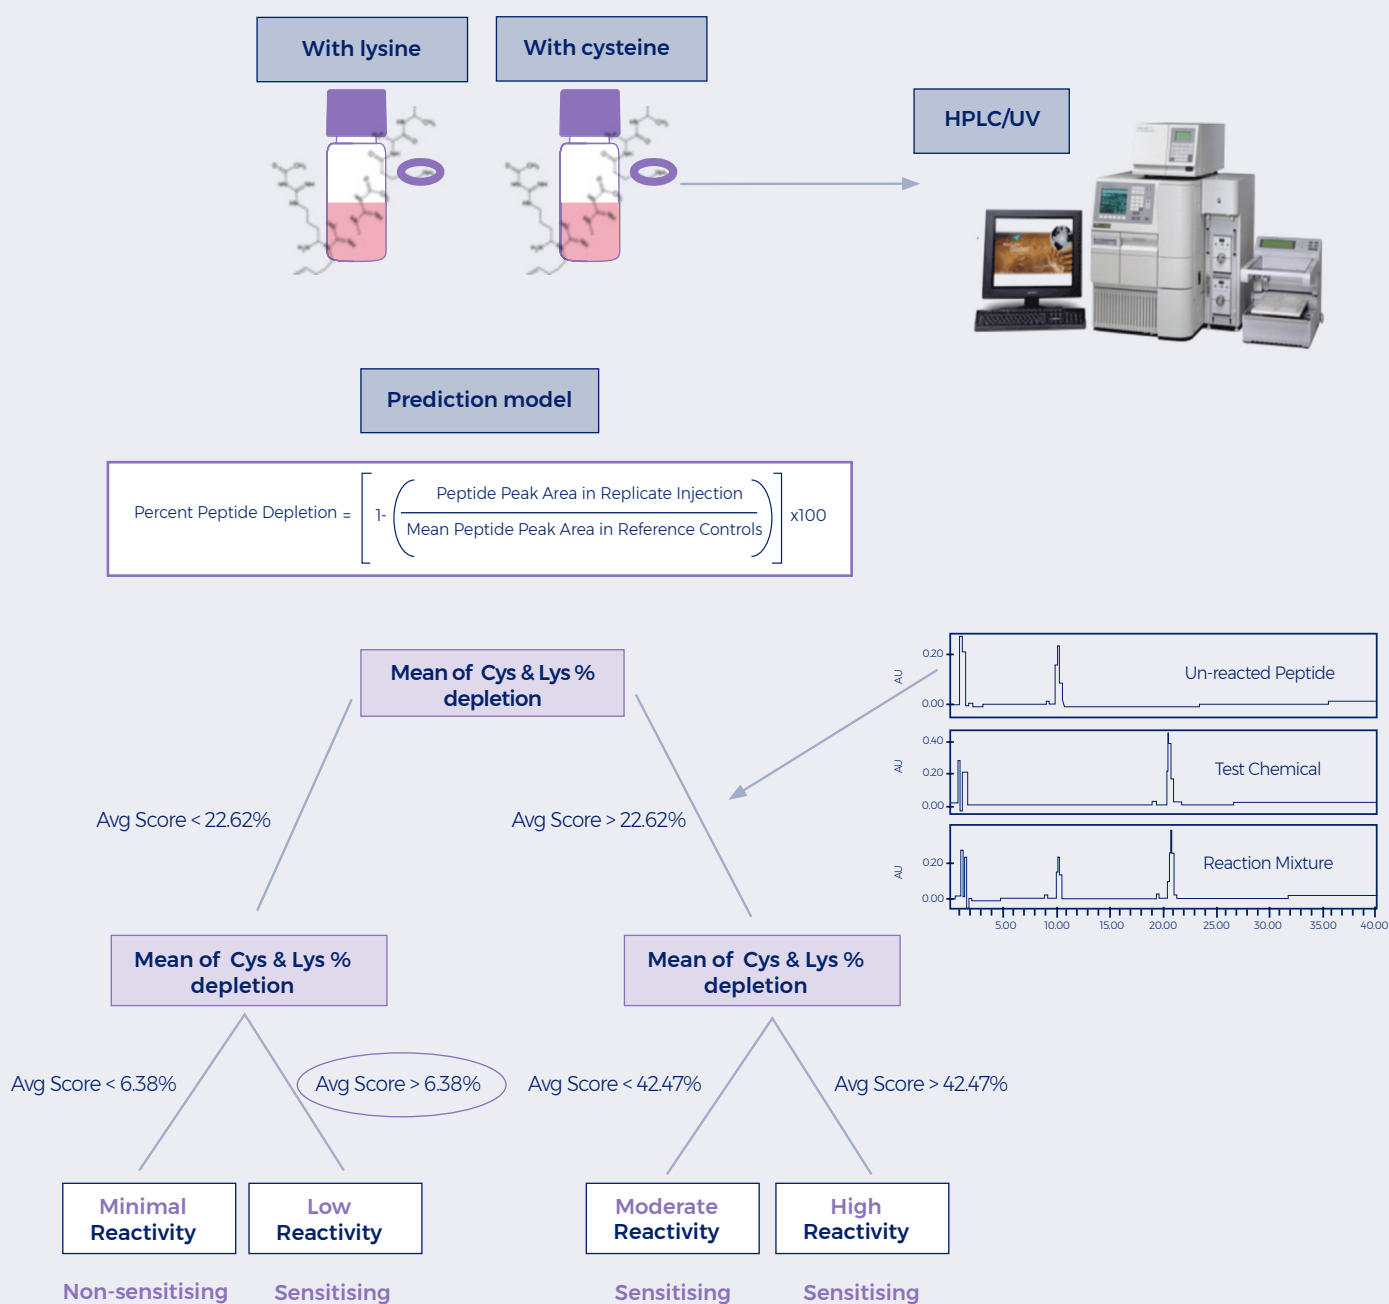 With lysine
With cysteine
HPLC/UV
Prediction model
Percent Peptide Depletion = [1- (Peptide Peak Area in Replicate Injection
Mean Peptide Peak Area in Reference Controls)] x100
Mean of Cys & Lys %
depletion
Avg Score < 22.62%
Avg Score > 22.62%
AU
0.20
0.00
Un-reacted Peptide
AU
0.40
0.20
0.00
Test Chemical
AU
0.20
0.00
Reaction Mixture
5.00 10.00 15.00 20.00 25.00 30.00 35.00 40.00
Mean of Cys & Lys %
depletion
Mean of Cys & Lys %
depletion
Avg Score < 6.38%
Avg Score > 6.38%
Avg Score < 42.47%
Avg Score > 42.47%
Minimal
Reactivity
Low
Reactivity
Moderate
Reactivity
High
Reactivity
Non-sensitising
Sensitising
Sensitising
Sensitising